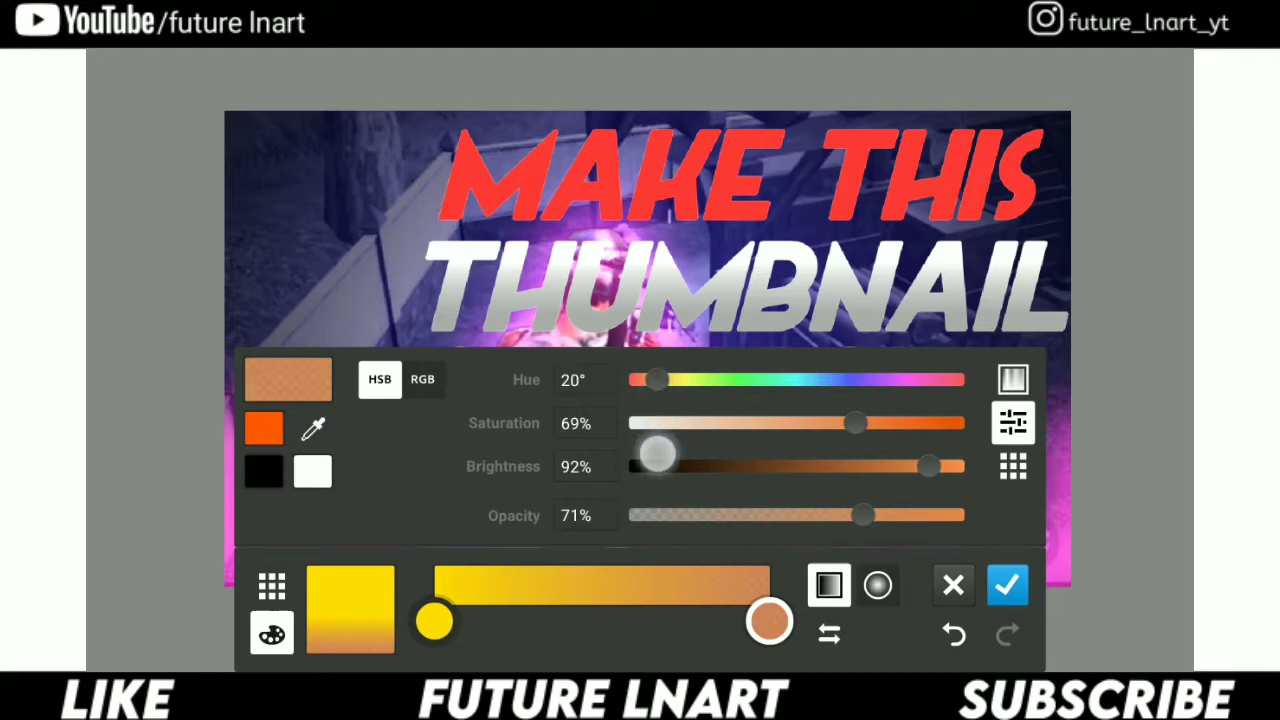 YouTube/future lnart
future_lnart_yt
MAKE THIS
THUMBNAIL
HSB RGB Hue 20°
Saturation 69%
Brightness 92%
Opacity 71%
LIKE FUTURE LNART SUBSCRIBE